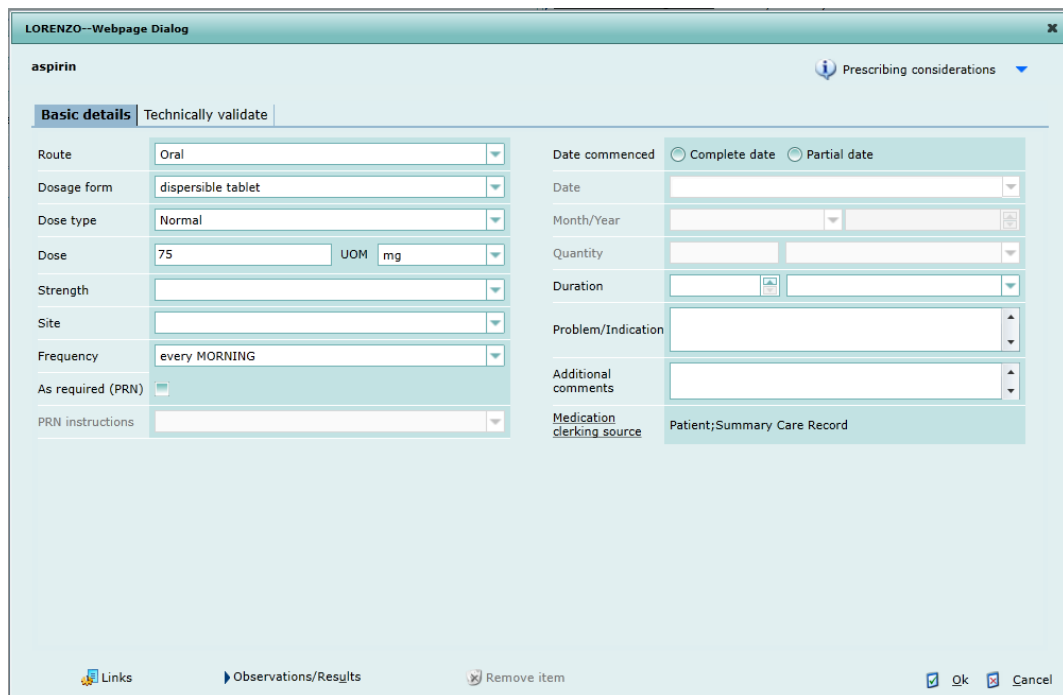 LORENZO--Webpage Dialog
aspirin
Prescribing considerations
Basic details
Technically validate
Route
Oral
Dosage form
dispersible tablet
Dose type
Normal
Dose
75
UOM
mg
Strength
Site
Frequency
every MORNING
As required (PRN)
PRN instructions
Date commenced
Complete date
Partial date
Date
Month/Year
Quantity
Duration
Problem/Indication
Additional
comments
Medication
clerking source
Patient;Summary Care Record
Links
Observations/Results
Remove item
Ok
Cancel